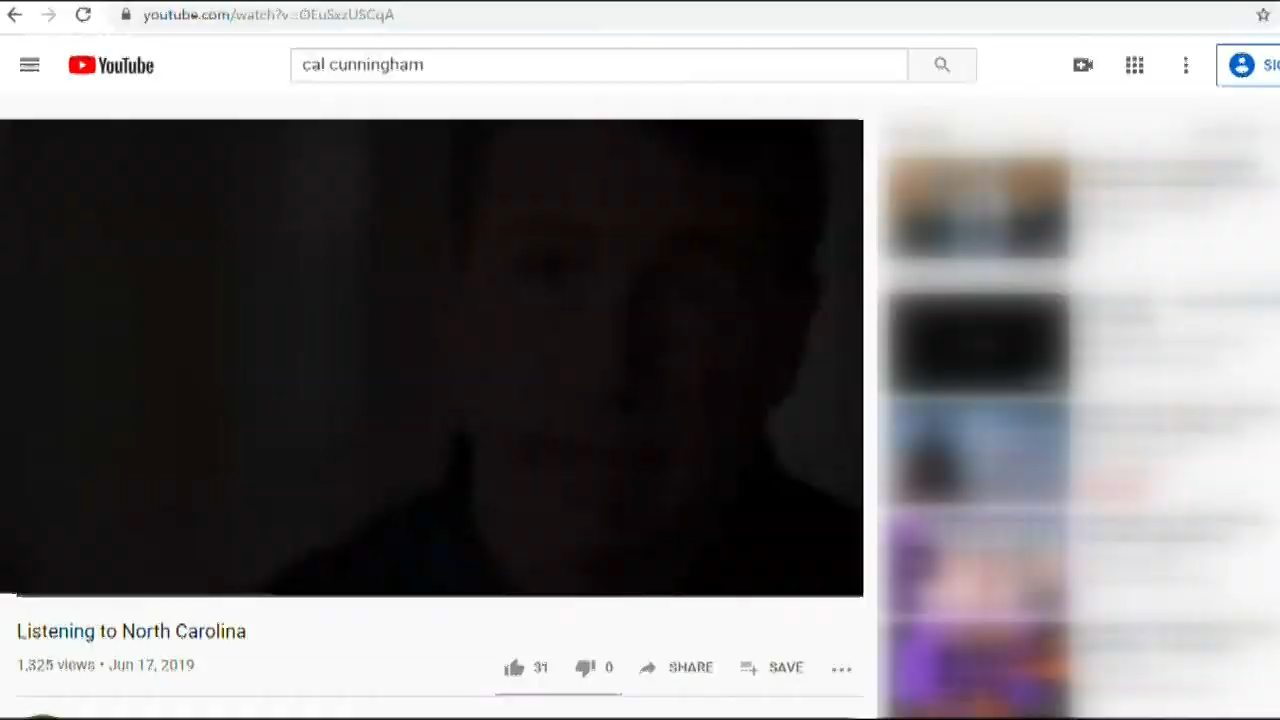 youtube.com/watch?v=OEuSxzUSCqA
YouTube
cal cunningham
Listening to North Carolina
1,325 views • Jun 17, 2019
31
0
SHARE
SAVE